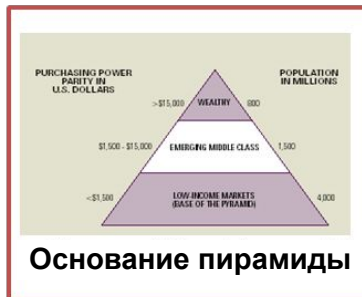 PURCHASING POWER
PARITY IN
U.S. DOLLARS
POPULATION
IN MILLIONS
>$15,000 WEALTHY 800
$1,500 - $15,000 EMERGING MIDDLE CLASS 1,500
<$1,500 LOW-INCOME MARKETS
(BASE OF THE PYRAMID) 4,000
Основание пирамиды